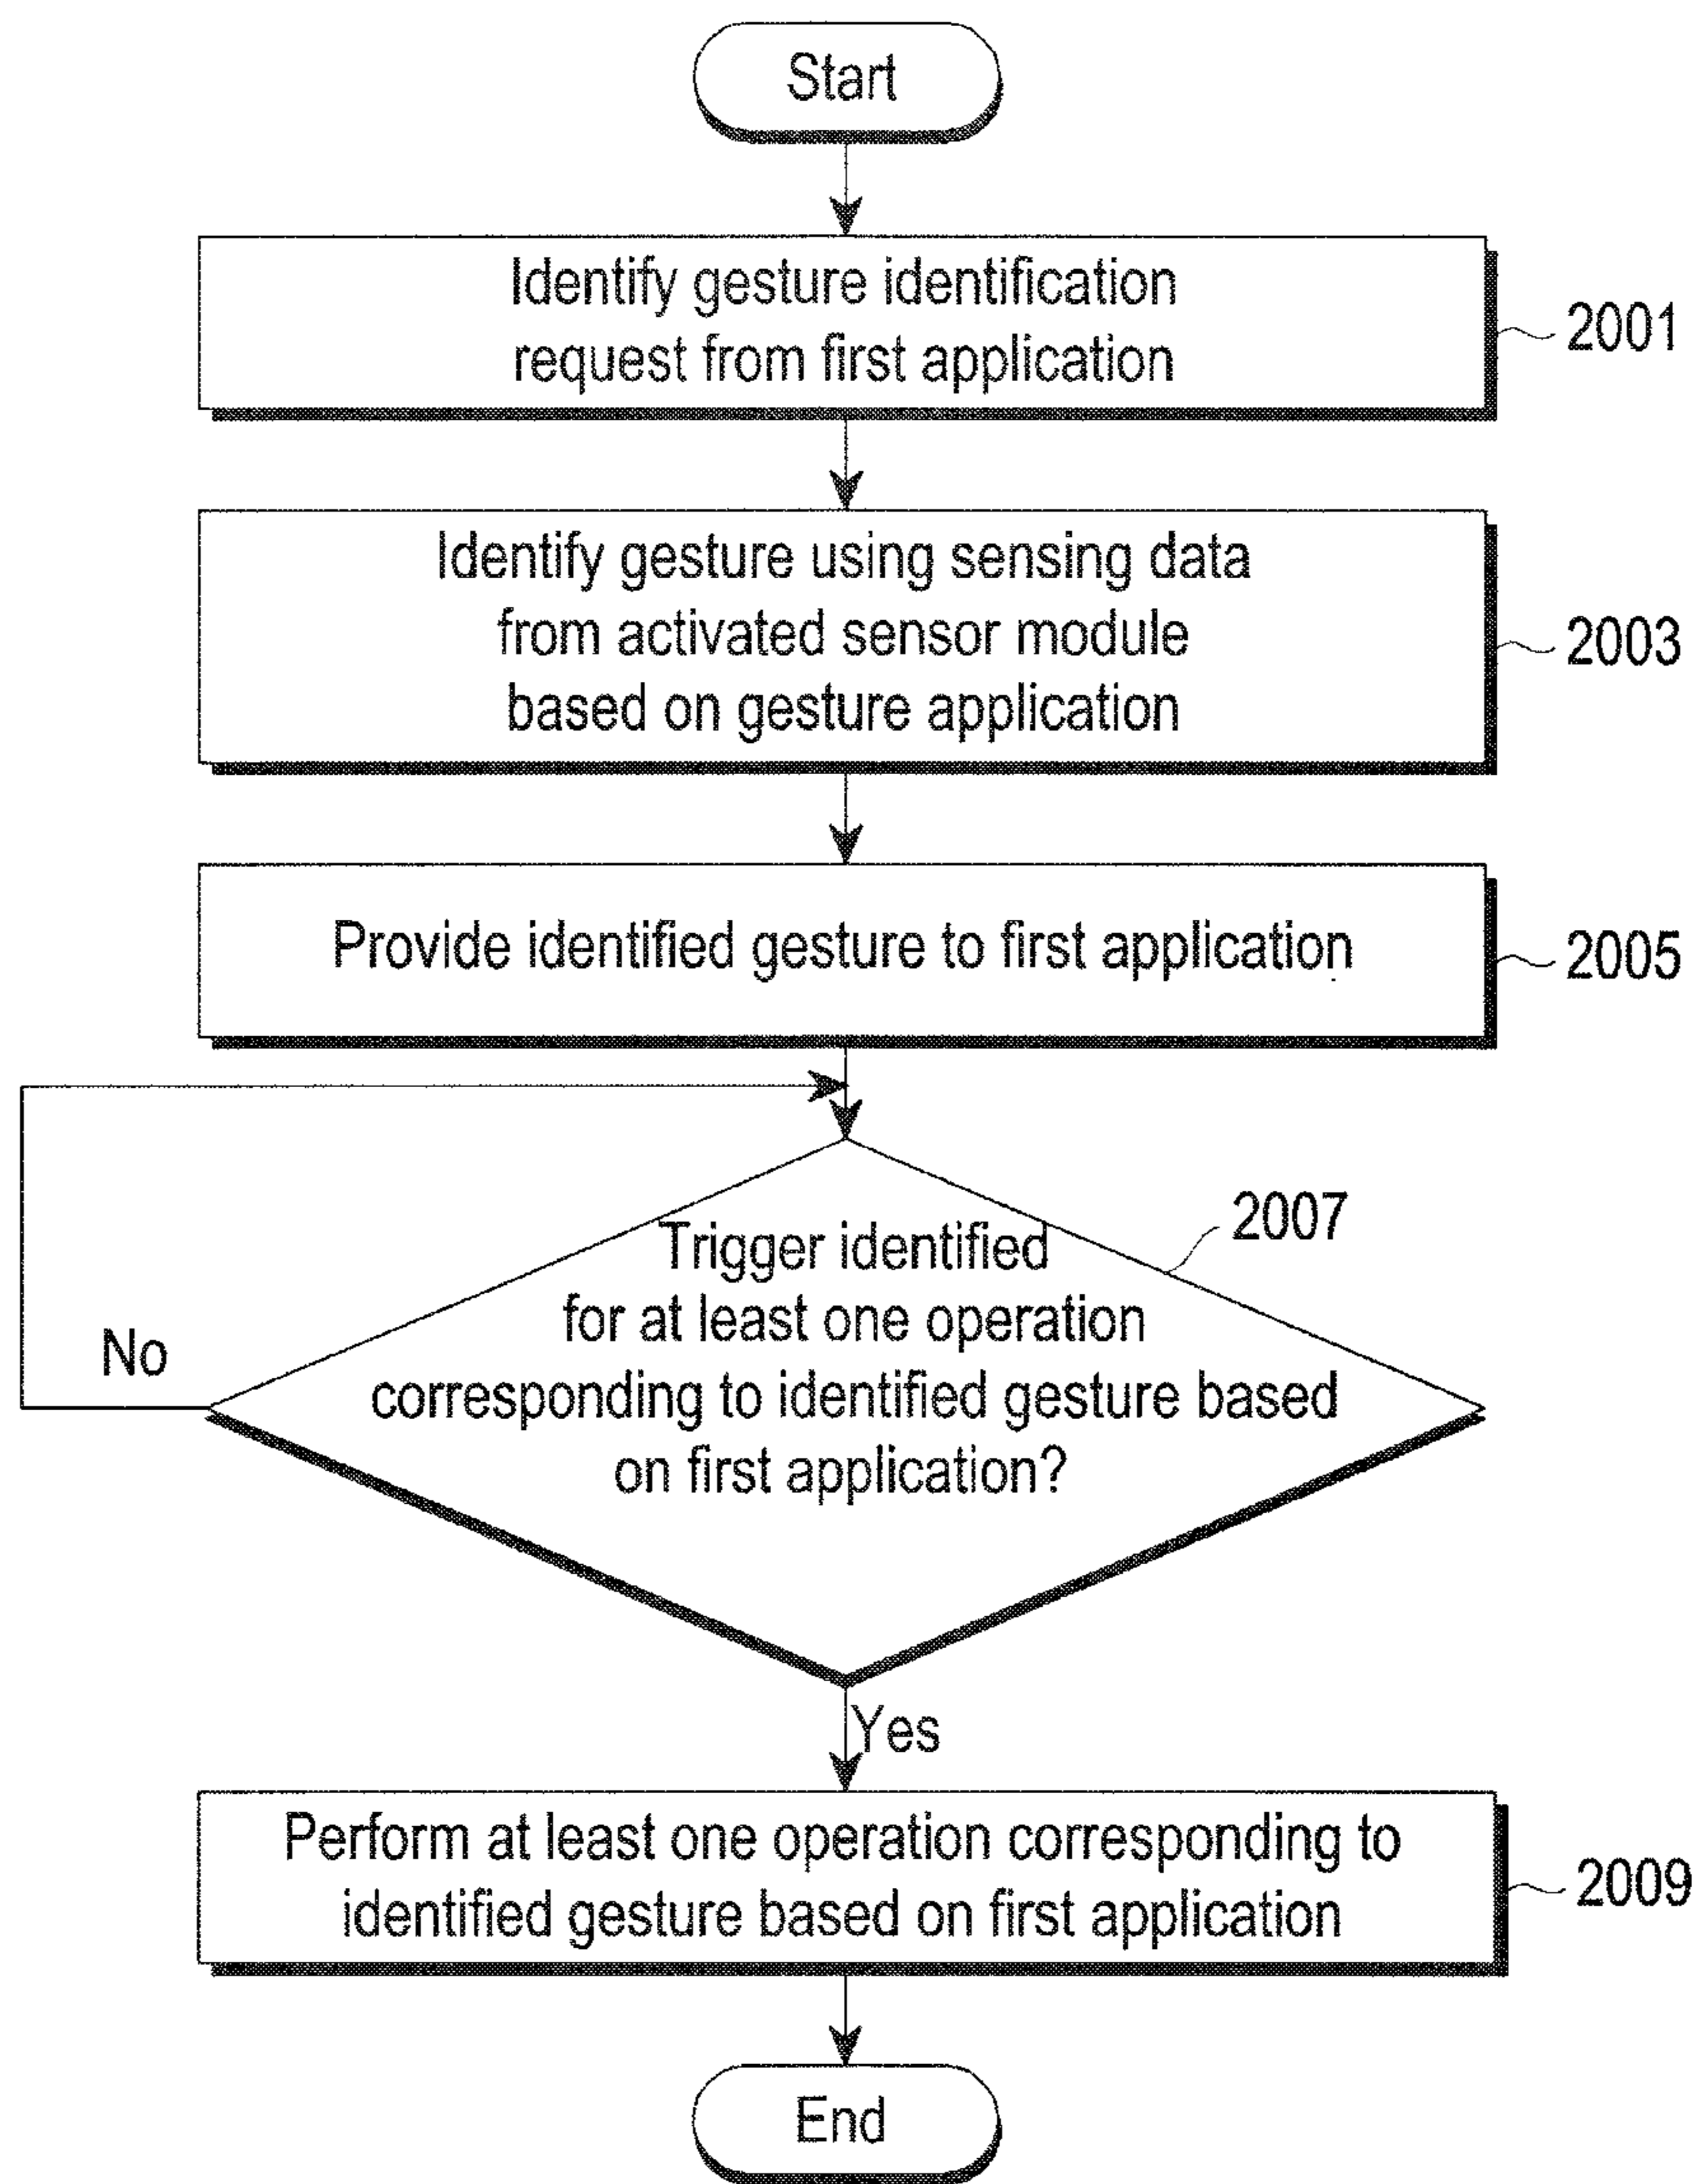 Start
Identify gesture identification
request from first application
2001
Identify gesture using sensing data
from activated sensor module
based on gesture application
2003
Provide identified gesture to first application
2005
2007
Trigger identified
for at least one operation
corresponding to identified gesture based
on first application?
No
Yes
Perform at least one operation corresponding to
identified gesture based on first application
2009
End